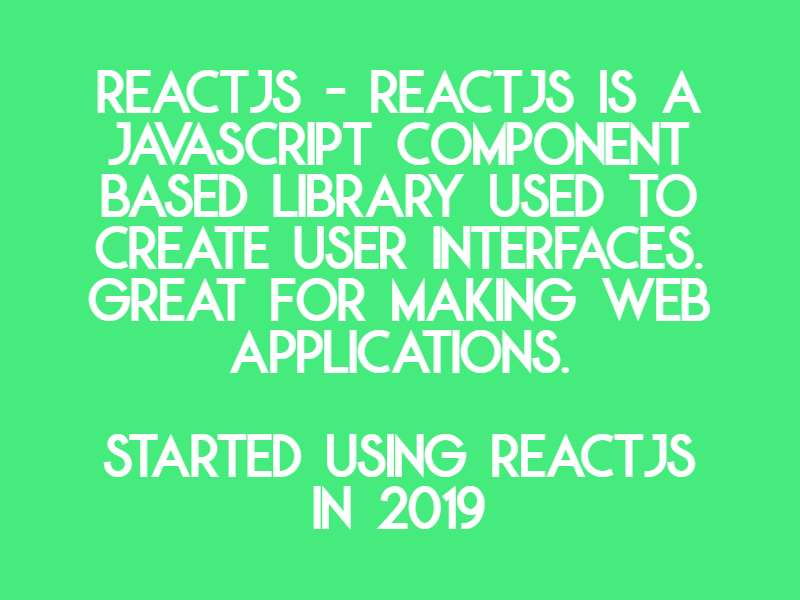 REACTJS - REACTJS IS A
JAVASCRIPT COMPONENT
BASED LIBRARY USED TO
CREATE USER INTERFACES.
GREAT FOR MAKING WEB
APPLICATIONS.
STARTED USING REACTJS
IN 2019